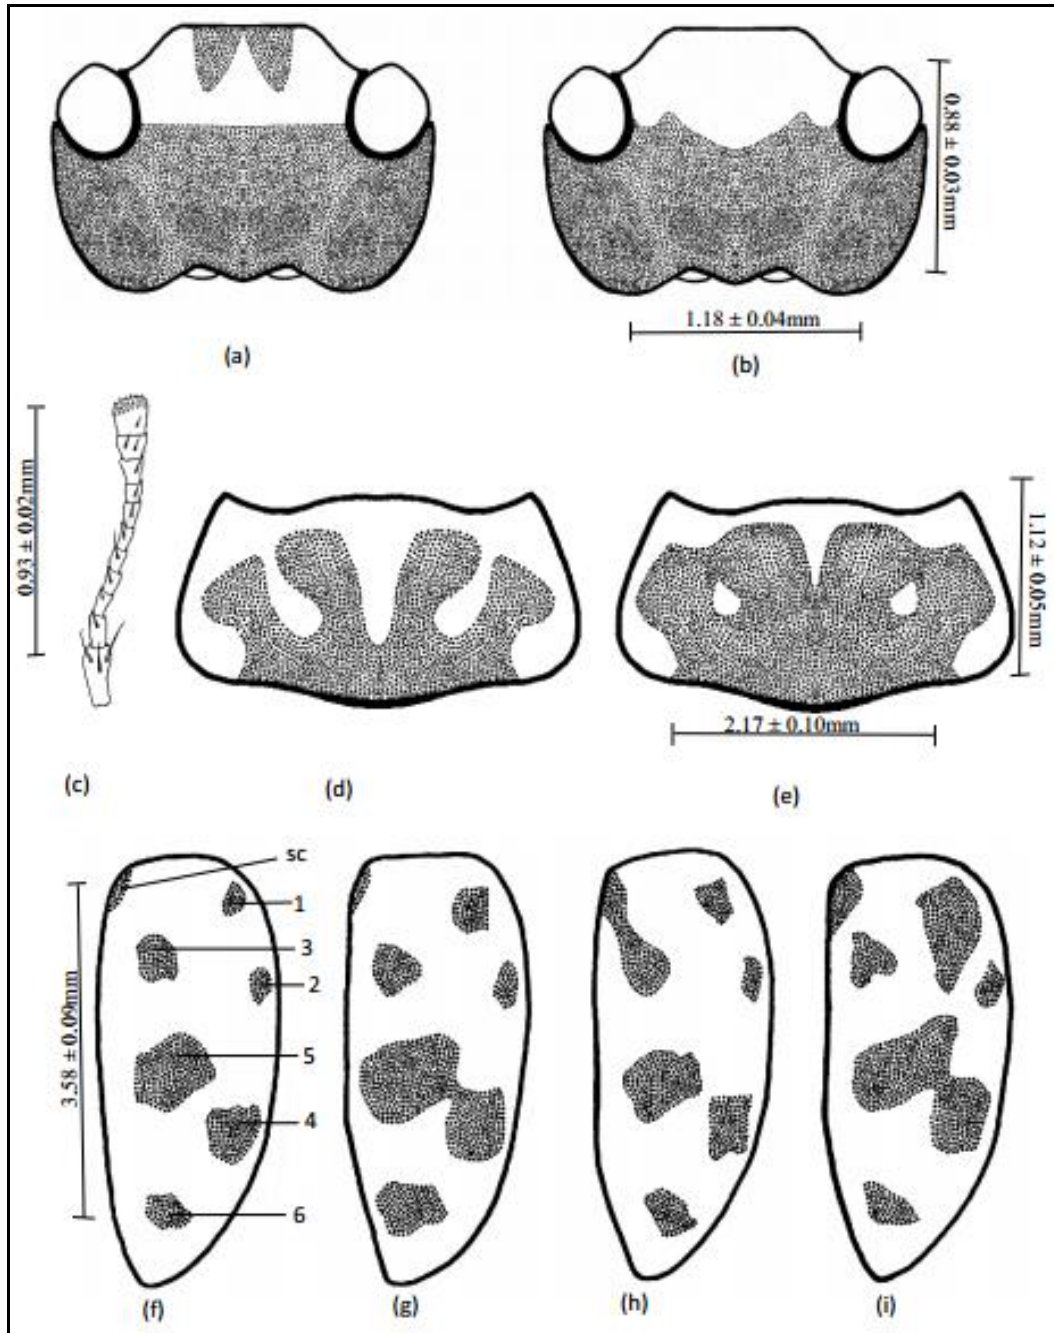 0.88 ± 0.03mm
1.18 ± 0.04mm
(a)
(b)
0.93 ± 0.02mm
1.12 ± 0.05mm
2.17 ± 0.10mm
(c)
(d)
(e)
sc
1
3
2
5
4
6
3.58 ± 0.09mm
(f)
(g)
(h)
(i)